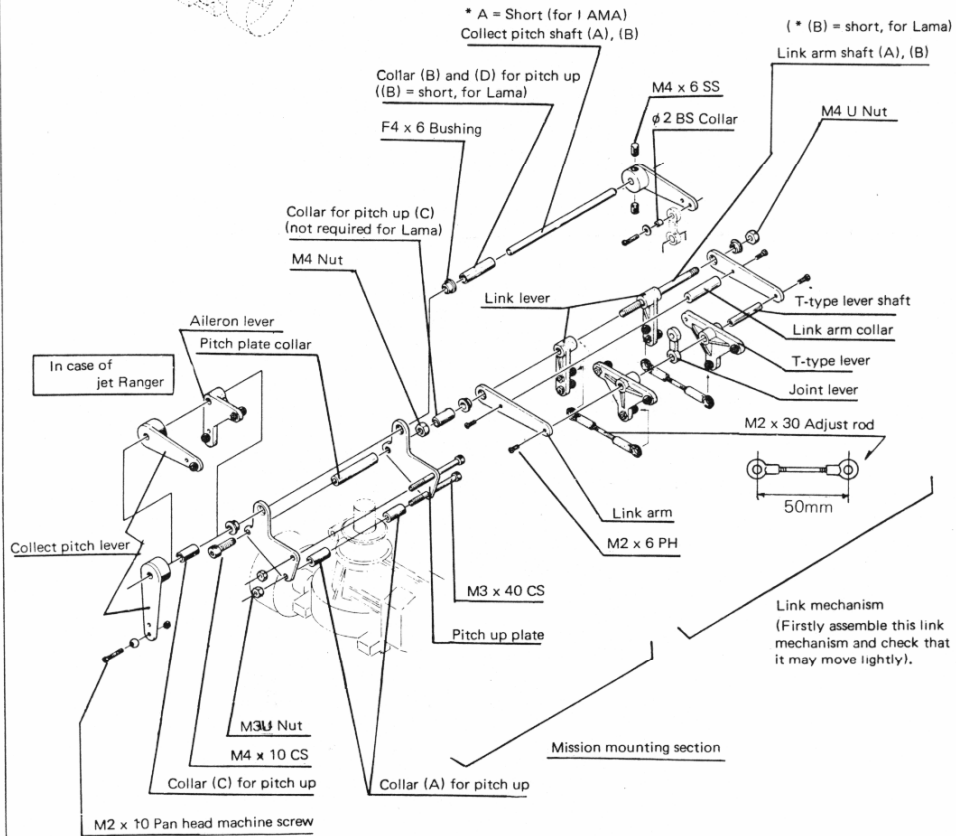 * A = Short (for LAMA)
Collect pitch shaft (A), (B)
( * (B) = short, for Lama)
Link arm shaft (A), (B)
Collar (B) and (D) for pitch up
((B) = short, for Lama)
M4 x 6 SS
F4 x 6 Bushing
φ2 BS Collar
M4 U Nut
Collar for pitch up (C)
(not required for Lama)
M4 Nut
Link lever
T-type lever shaft
Aileron lever
Link arm collar
Pitch plate collar
In case of
jet Ranger
T-type lever
Joint lever
M2 x 30 Adjust rod
50mm
Link arm
Collect pitch lever
M2 x 6 PH
M3 x 40 CS
Link mechanism
(Firstly assemble this link
mechanism and check that
it may move lightly).
Pitch up plate
M3U Nut
Mission mounting section
M4 x 10 CS
Collar (C) for pitch up
Collar (A) for pitch up
M2 x 10 Pan head machine screw